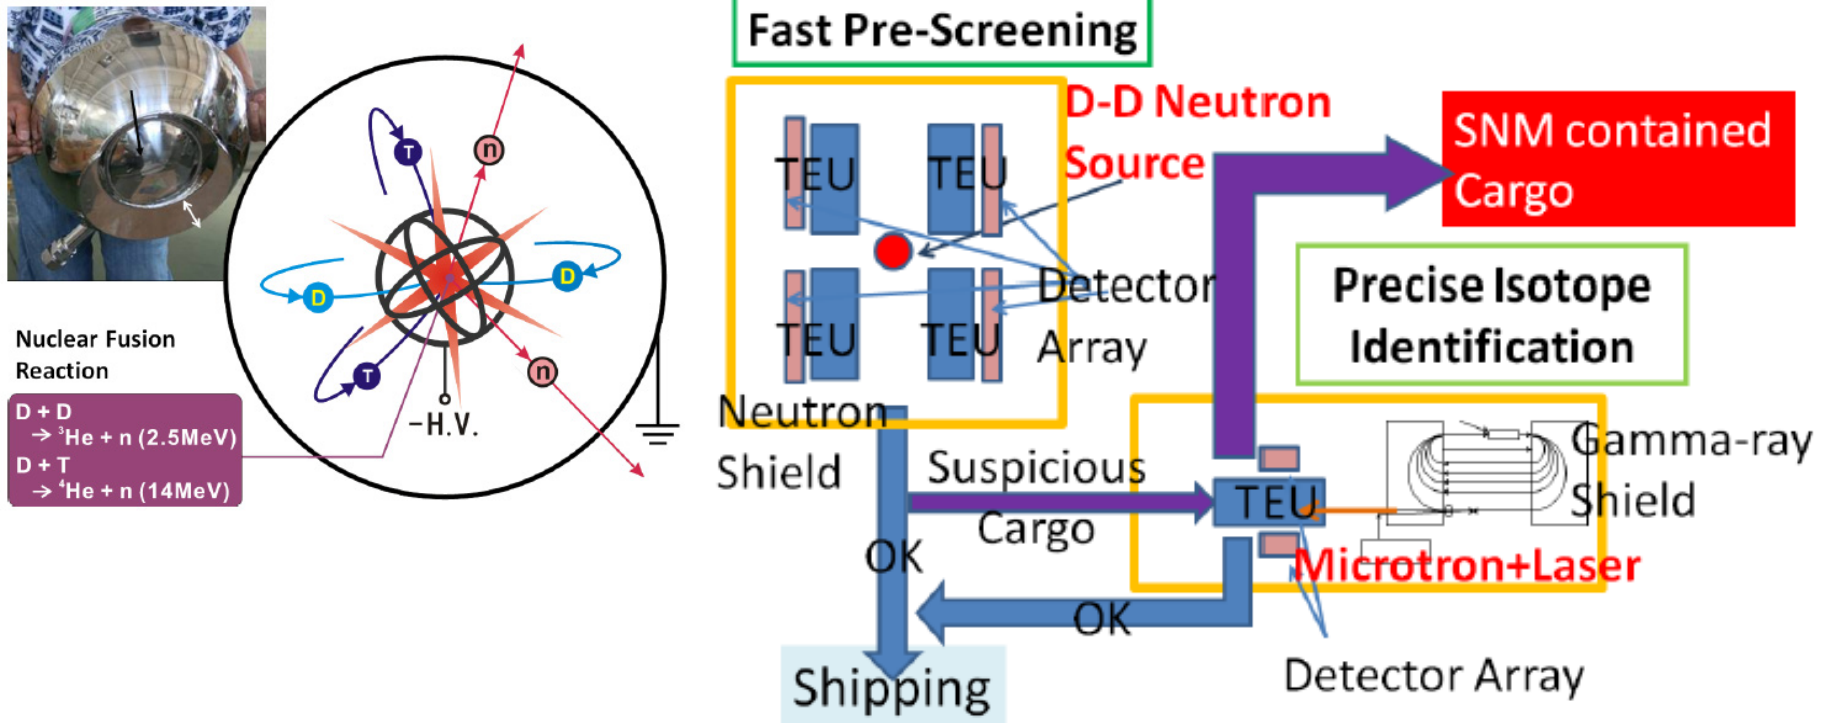 T
n
D
D
T
n
-H.V.
Nuclear Fusion
Reaction
D + D
→ ³He + n (2.5MeV)
D + T
→ ⁴He + n (14MeV)
Fast Pre-Screening
D-D Neutron
Source
TEU
TEU
TEU
TEU
Detector
Array
Neutron
Shield
Suspicious
Cargo
OK
OK
Shipping
SNM contained
Cargo
Precise Isotope
Identification
Gamma-ray
Shield
TEU
Microtron+Laser
Detector Array